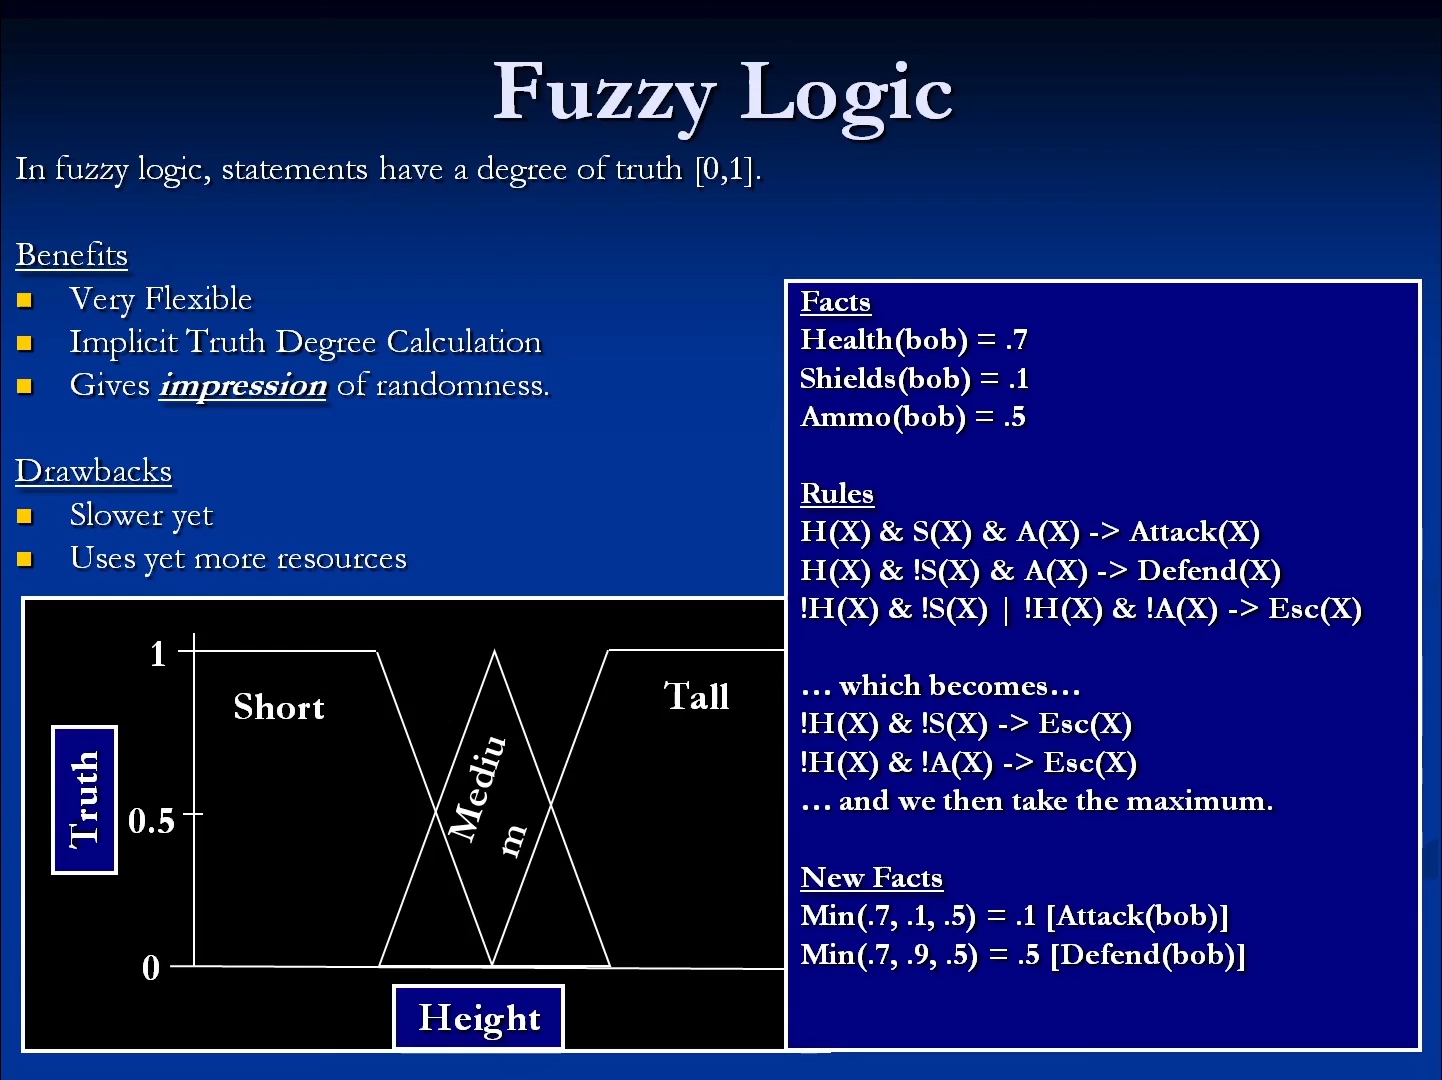 Fuzzy Logic
In fuzzy logic, statements have a degree of truth [0,1].
Benefits
Very Flexible
Implicit Truth Degree Calculation
Gives impression of randomness.
Drawbacks
Slower yet
Uses yet more resources
1
Short
Tall
Mediu
m
Truth
0.5
0
Height
Facts
Health(bob) = .7
Shields(bob) = .1
Ammo(bob) = .5
Rules
H(X) & S(X) & A(X) -> Attack(X)
H(X) & !S(X) & A(X) -> Defend(X)
!H(X) & !S(X) | !H(X) & !A(X) -> Esc(X)
… which becomes…
!H(X) & !S(X) -> Esc(X)
!H(X) & !A(X) -> Esc(X)
… and we then take the maximum.
New Facts
Min(.7, .1, .5) = .1 [Attack(bob)]
Min(.7, .9, .5) = .5 [Defend(bob)]